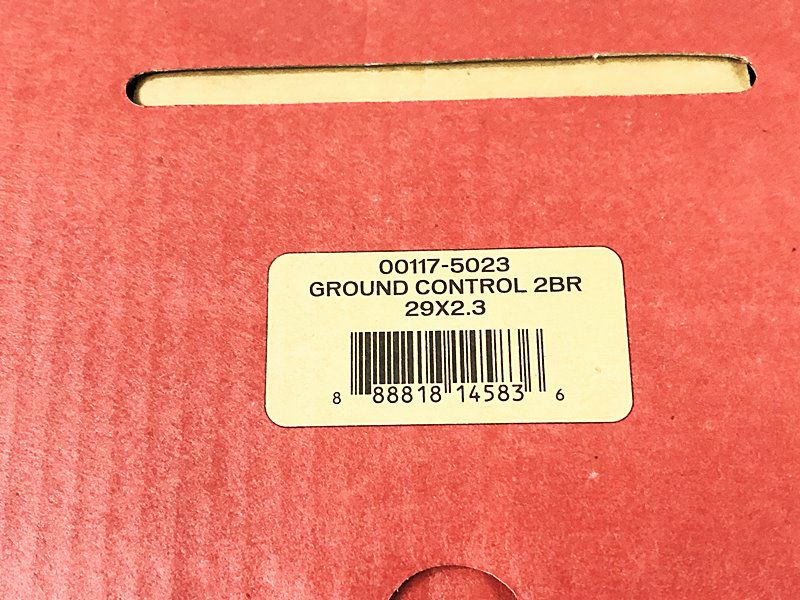 00117-5023
GROUND CONTROL 2BR
29X2.3
8 88818 14583 6